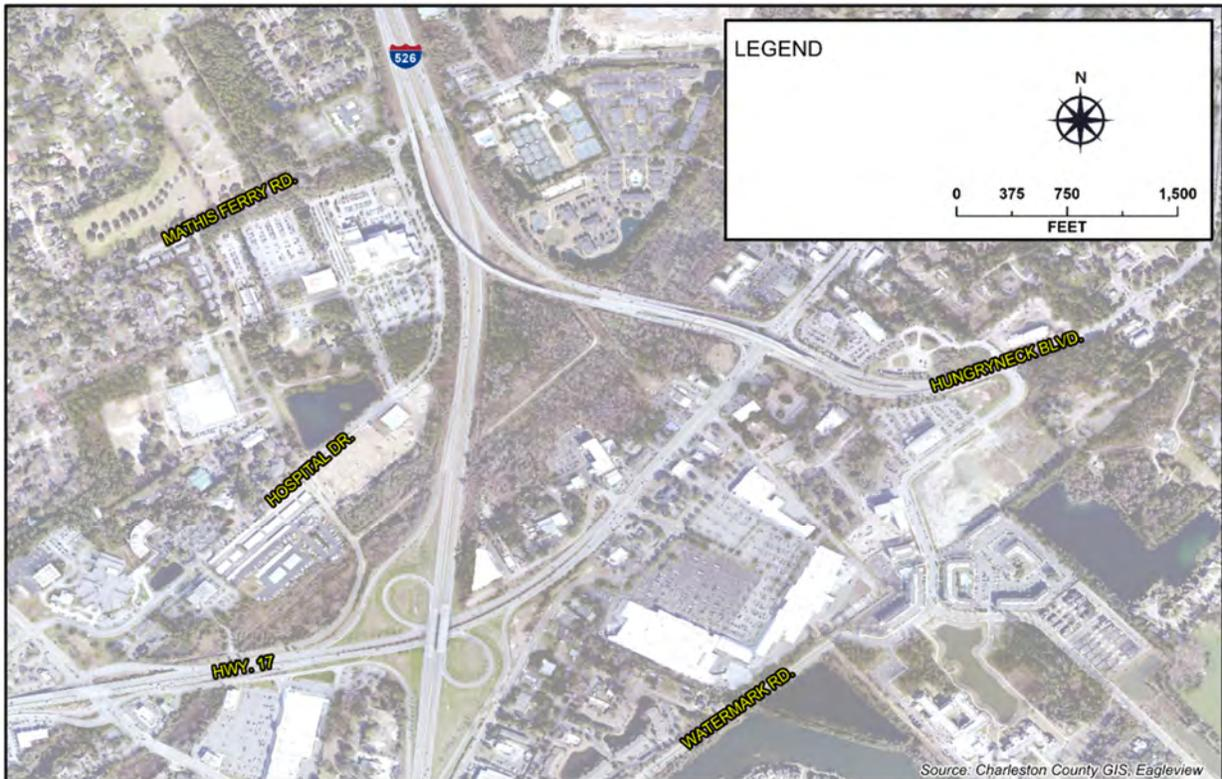 526
LEGEND
N
0 375 750 1,500
FEET
MATHIS FERRY RD.
HUNGRYNECK BLVD.
HOSPITAL DR.
HWY. 17
WATERMARK RD.
Source: Charleston County GIS, Eagleview